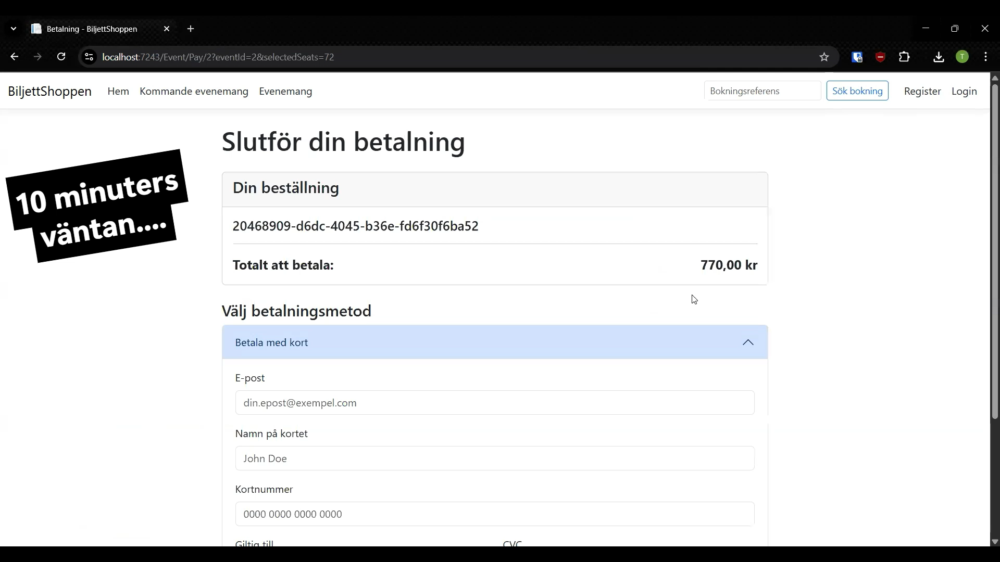 Betalning - BiljettShoppen
localhost:7243/Event/Pay/2?eventId=2&selectedSeats=72
T
BiljettShoppen Hem Kommande evenemang Evenemang Bokningsreferens Sök bokning Register Login
10 minuters
väntan....
Slutför din betalning
Din beställning
20468909-d6dc-4045-b36e-fd6f30f6ba52
Totalt att betala: 770,00 kr
Välj betalningsmetod
Betala med kort
E-post
din.epost@exempel.com
Namn på kortet
John Doe
Kortnummer
0000 0000 0000 0000
Giltig till CVC